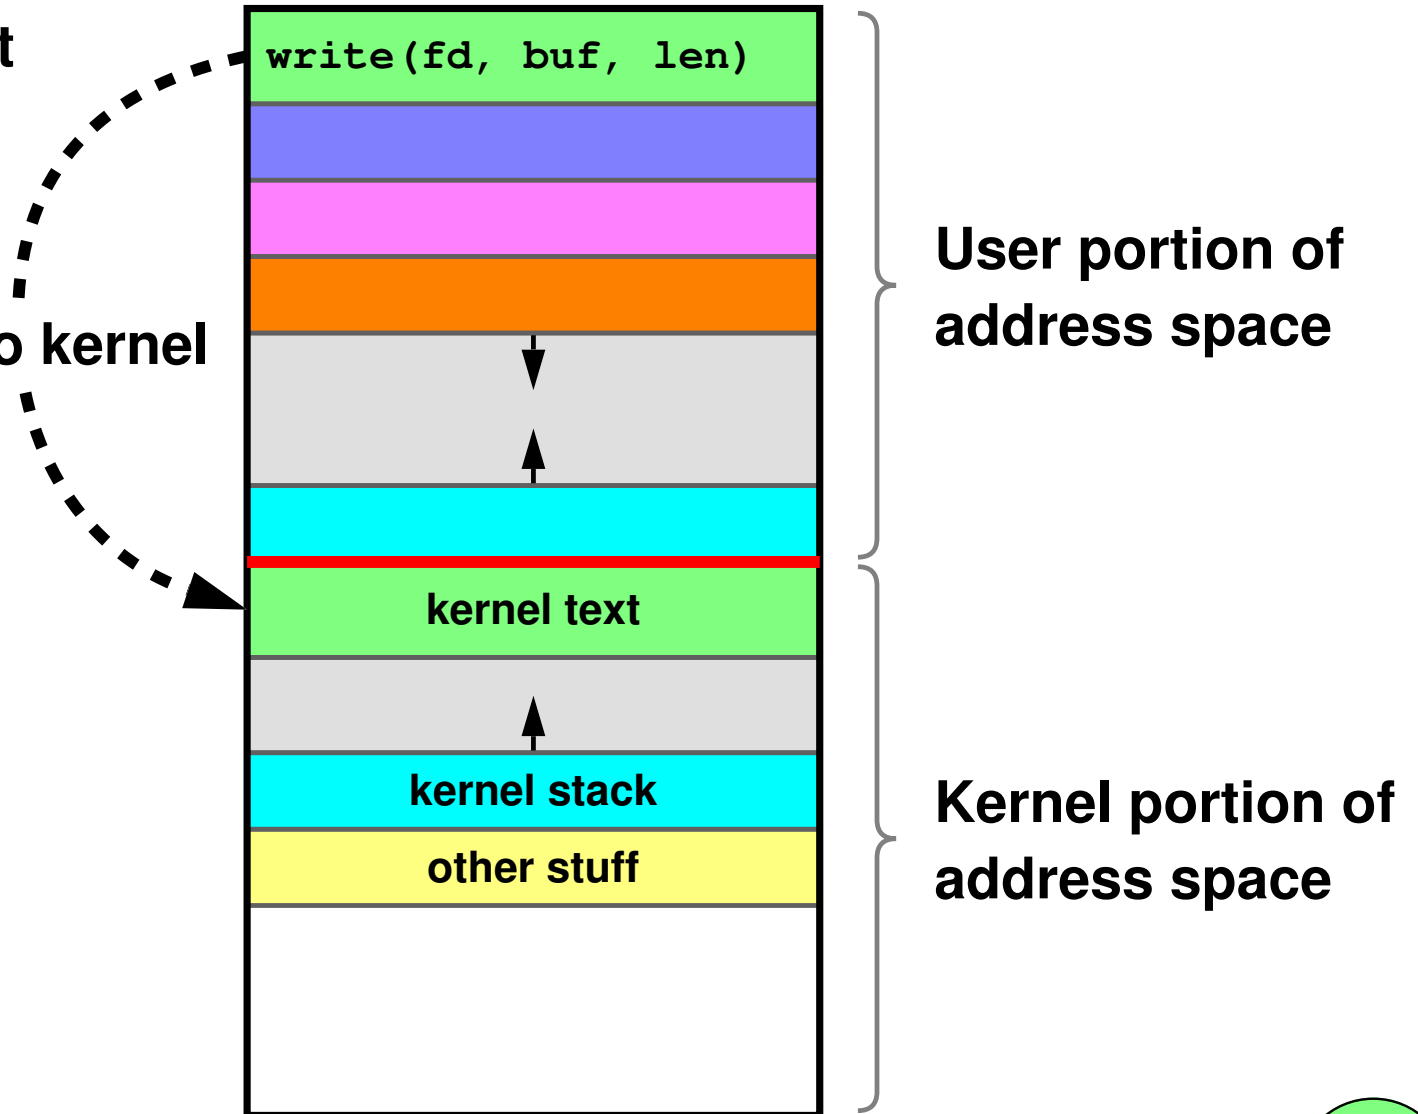 t
write(fd, buf, len)
User portion of
address space
o kernel
kernel text
kernel stack
other stuff
Kernel portion of
address space